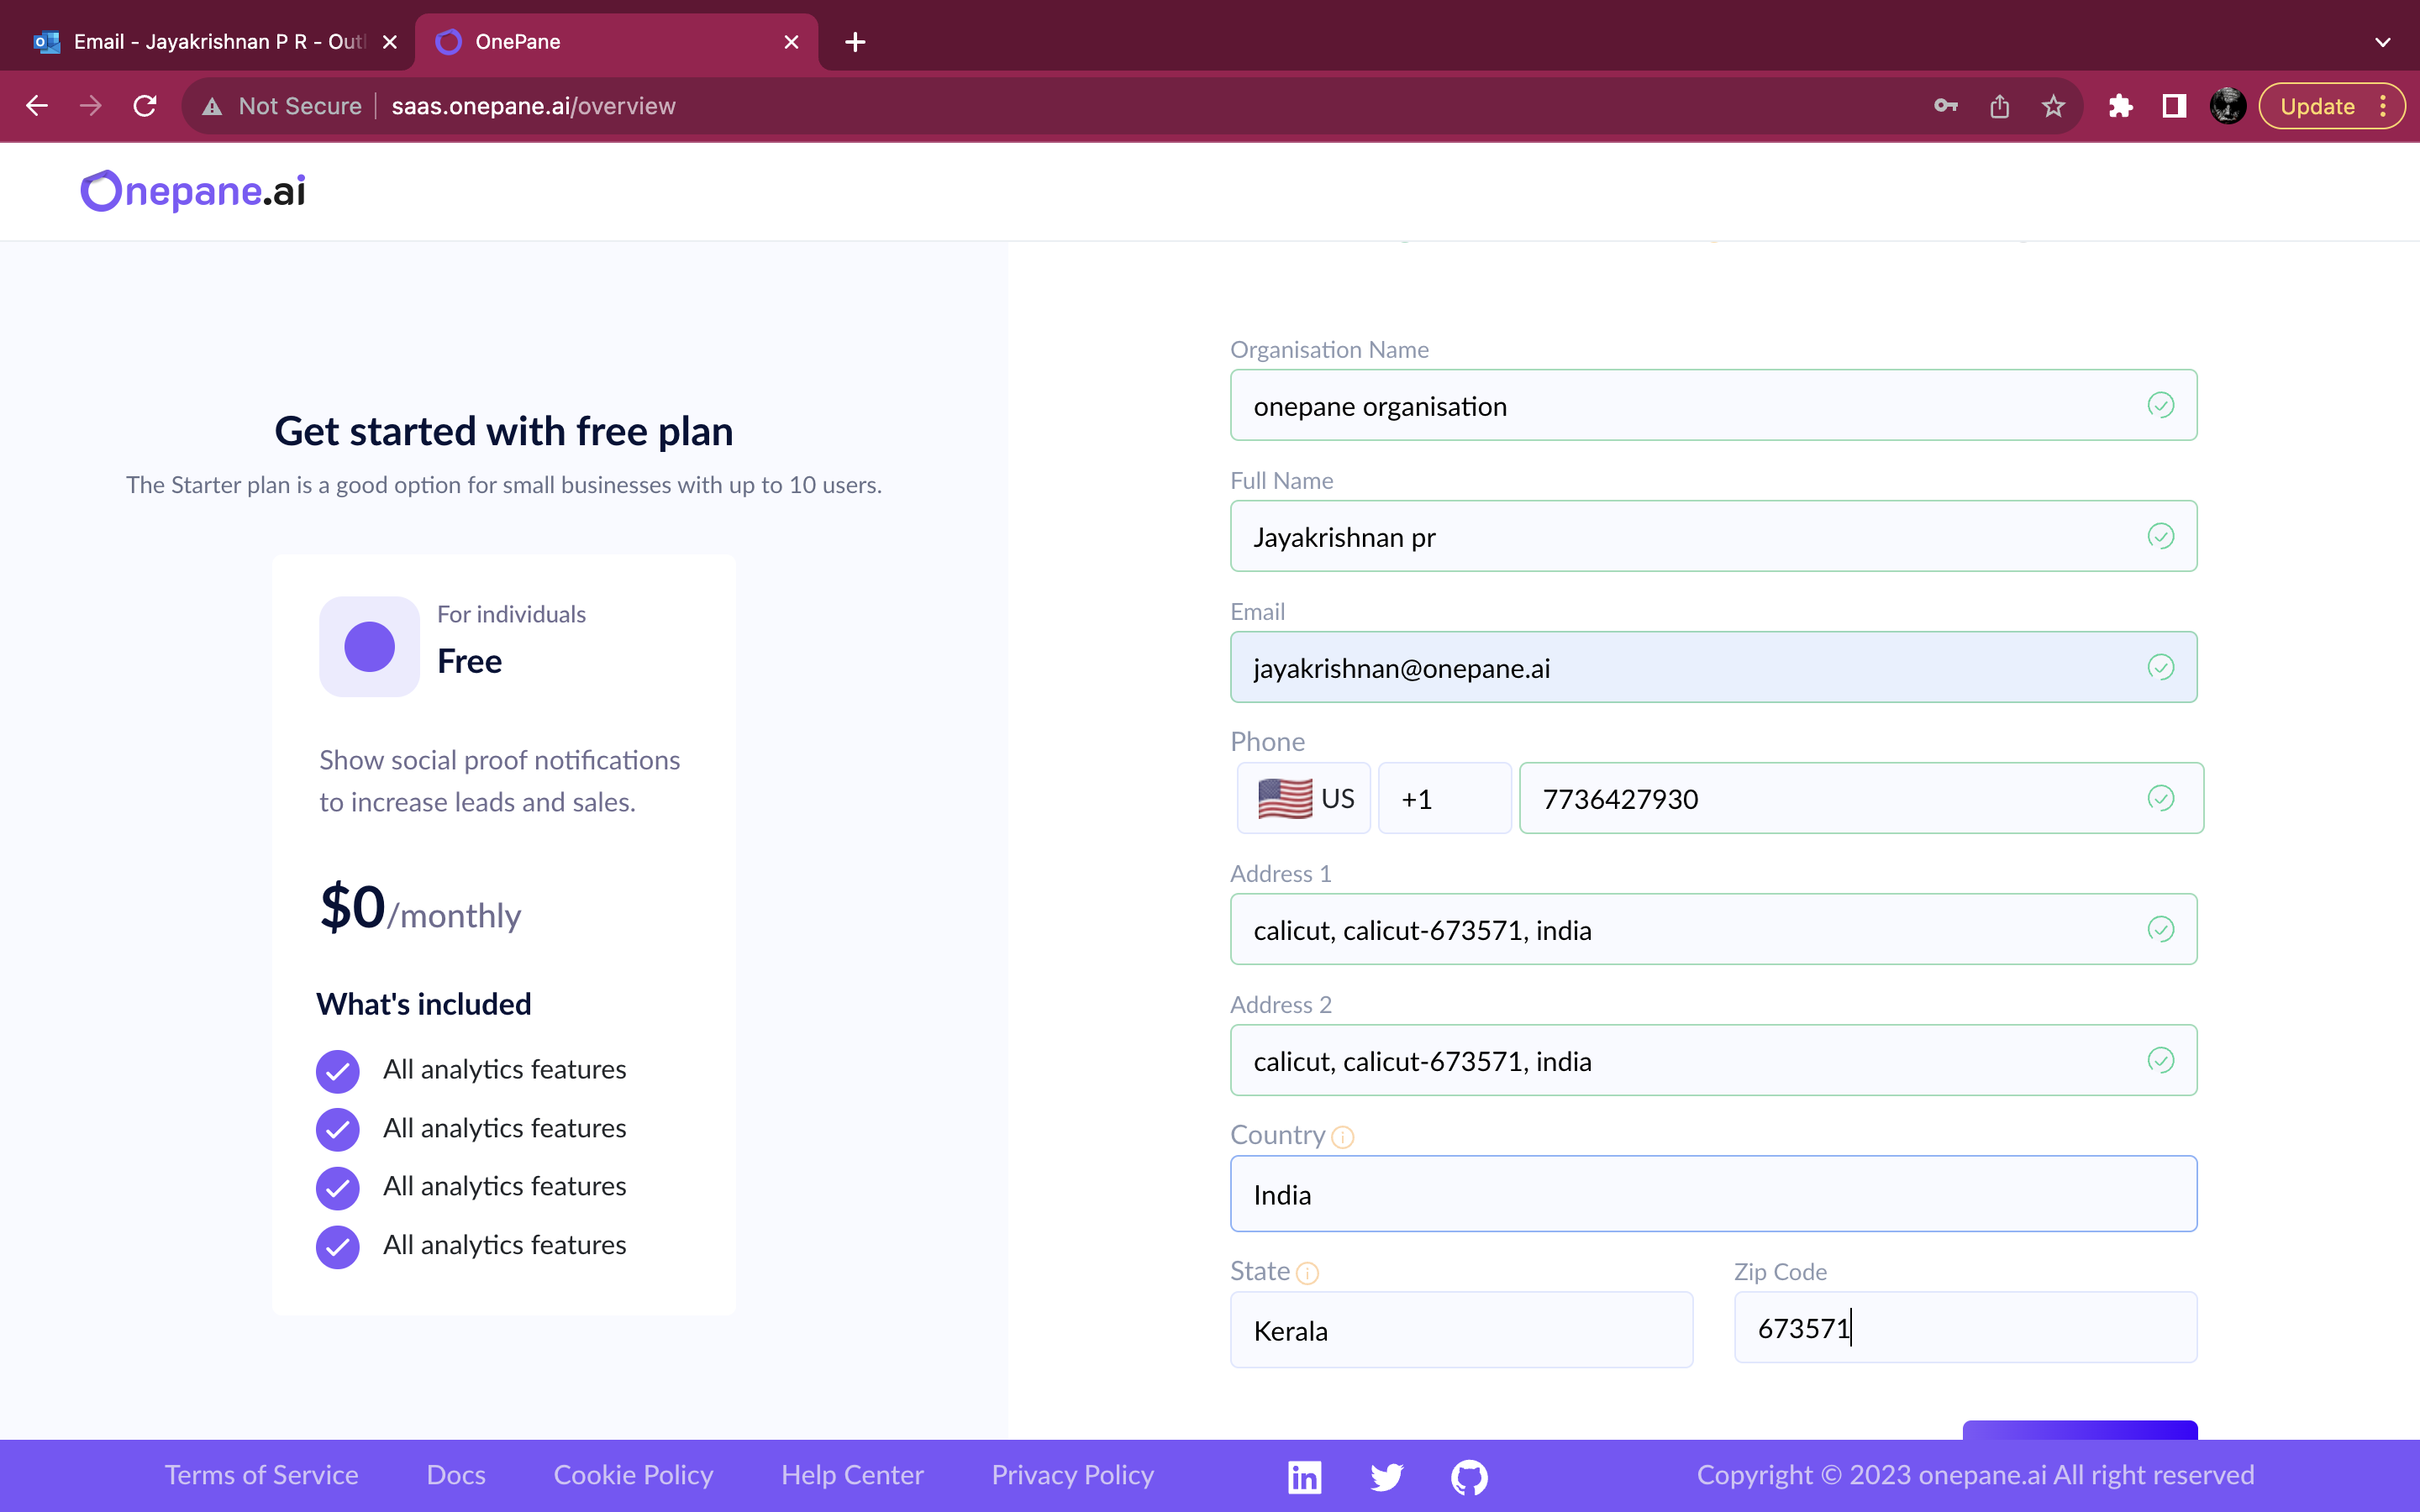 Email - Jayakrishnan P R - Out
OnePane
Not Secure
saas.onepane.ai/overview
Update
Onepane.ai
Get started with free plan
The Starter plan is a good option for small businesses with up to 10 users.
For individuals
Free
Show social proof notifications
to increase leads and sales.
$0/monthly
What's included
All analytics features
All analytics features
All analytics features
All analytics features
Organisation Name
onepane organisation
Full Name
Jayakrishnan pr
Email
jayakrishnan@onepane.ai
Phone
US +1 7736427930
Address 1
calicut, calicut-673571, india
Address 2
calicut, calicut-673571, india
Country
India
State
Kerala
Zip Code
673571
Terms of Service Docs Cookie Policy Help Center Privacy Policy Copyright © 2023 onepane.ai All right reserved